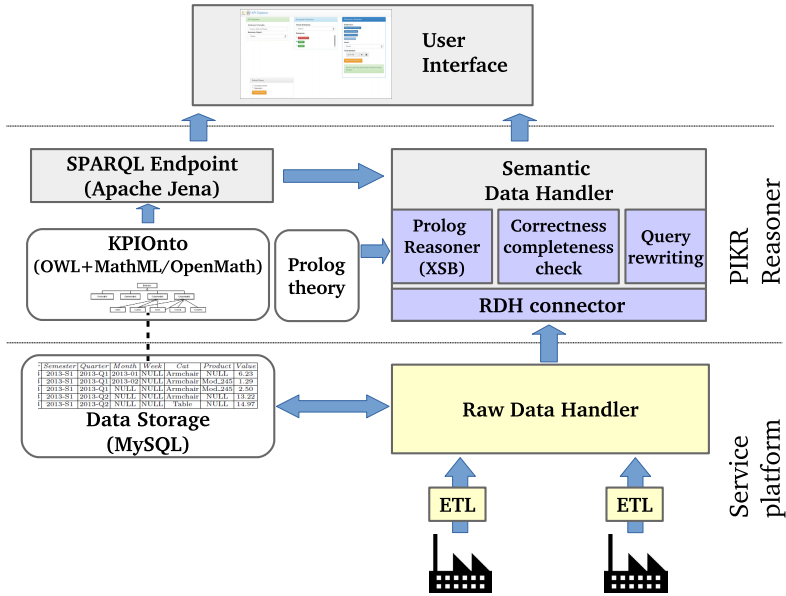 User
Interface
SPARQL Endpoint
(Apache Jena)
Semantic
Data Handler
KPIOnto
(OWL+MathML/OpenMath)
Prolog
theory
Prolog
Reasoner
(XSB)
Correctness
completeness
check
Query
rewriting
RDH connector
PIKR
Reasoner
Semester Quarter Month Week Cat Product Value
2013-S1 2013-Q1 2013-01 NULL Armchair NULL 6.23
2013-S1 2013-Q1 2013-02 NULL Armchair Mod_245 1.29
2013-S1 2013-Q1 NULL NULL Armchair Mod_245 2.50
2013-S1 2013-Q2 NULL NULL Armchair NULL 13.22
2013-S1 2013-Q2 NULL NULL Table NULL 14.97
Data Storage
(MySQL)
Raw Data Handler
ETL
ETL
Service
platform